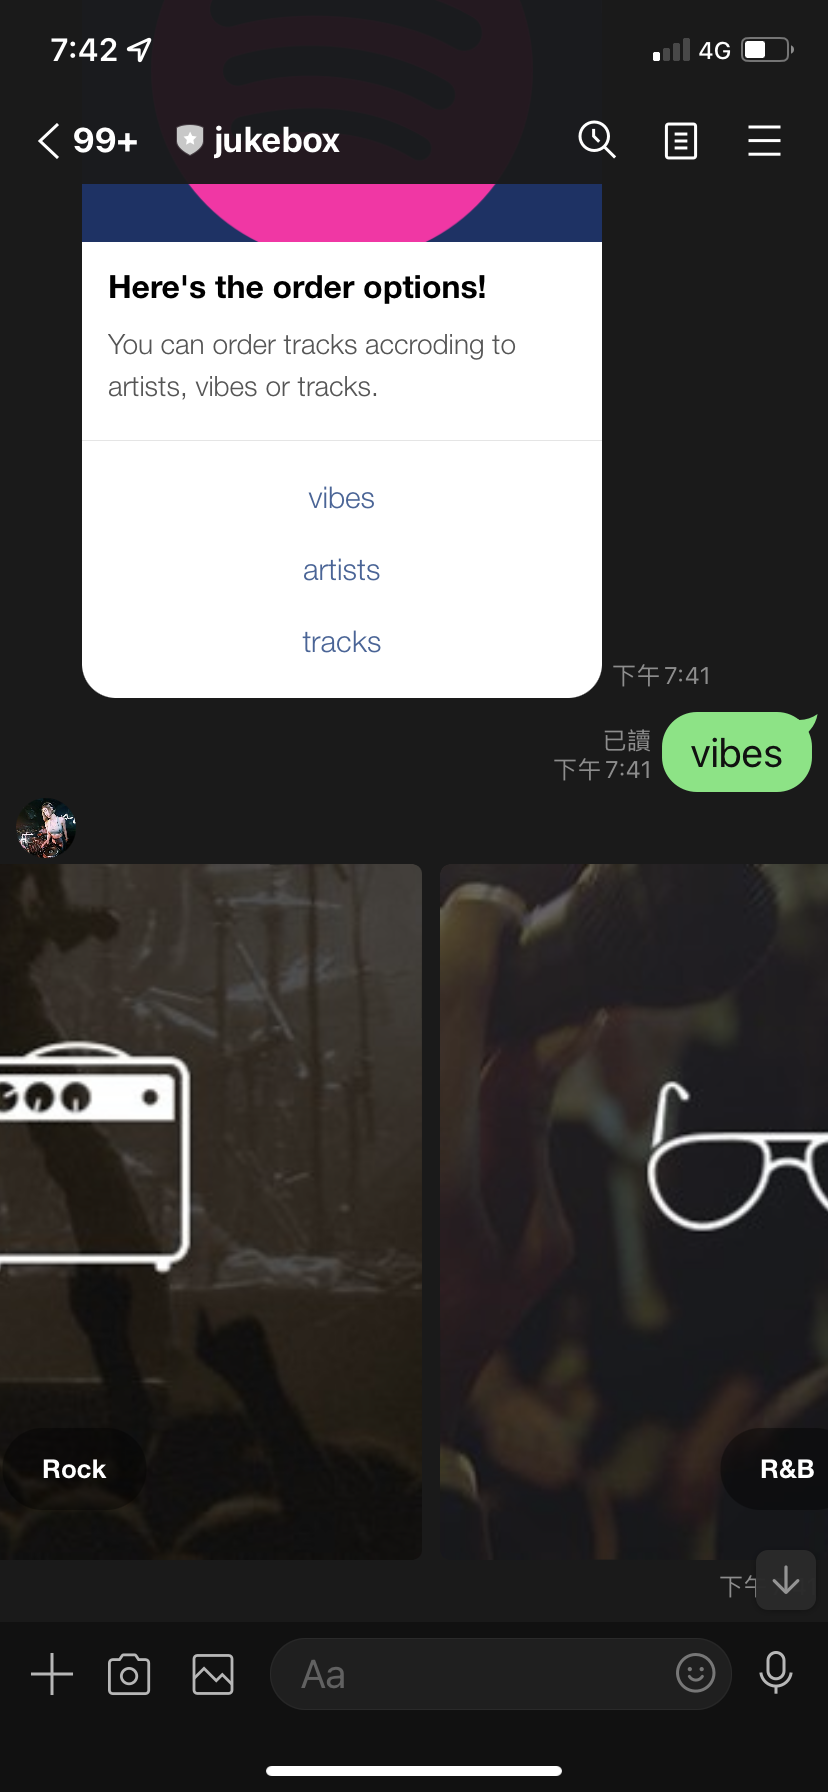 7:42
4G
99+
jukebox
Here's the order options!
You can order tracks accroding to
artists, vibes or tracks.
vibes
artists
tracks
下午 7:41
已讀
下午 7:41
vibes
Rock
R&B
下午
Aa